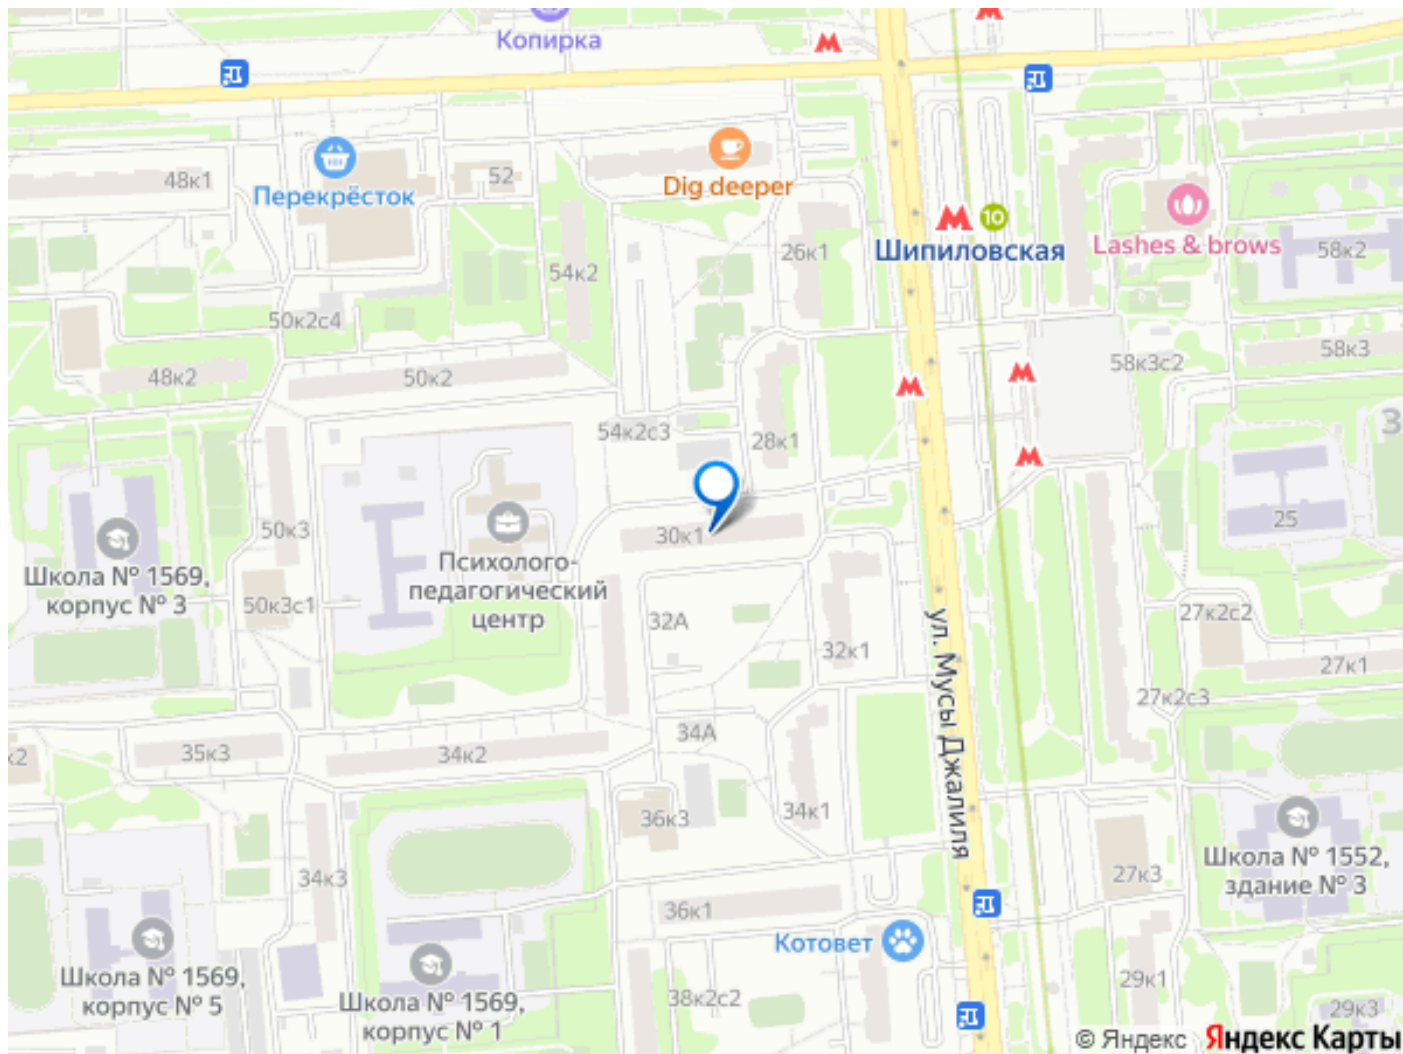 Копирка
48к1
Перекрёсток
52
Dig deeper
54к2
26к1
10
Шипиловская
Lashes & brows
58к2
50к2с4
48к2
50к2
58к3с2
58к3
54к2с3
28к1
3
50к3
30к1
25
Школа № 1569,
корпус № 3
Психолого-
педагогический
центр
50к3с1
32А
32к1
27к2с2
27к1
27к2с3
ул. Мусы Джалиля
к2
35к3
34к2
34А
36к3
34к1
34к3
27к3
Школа № 1552,
здание № 3
36к1
Котовет
Школа № 1569,
корпус № 5
Школа № 1569,
корпус № 1
38к2с2
29к1
29к3
© Яндекс Яндекс Карты